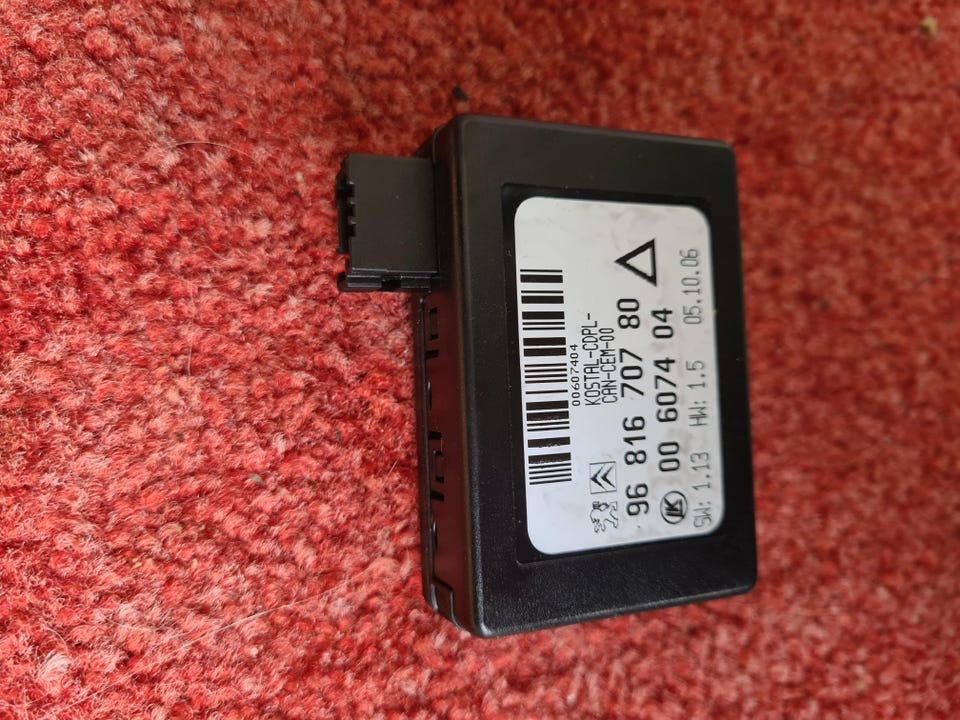 00607404
KOSTAL-CDPL-
CAN-CEM-00
96 816 707 80
LK 00 6074 04
SW: 1.13 HW: 1.5 05.10.06